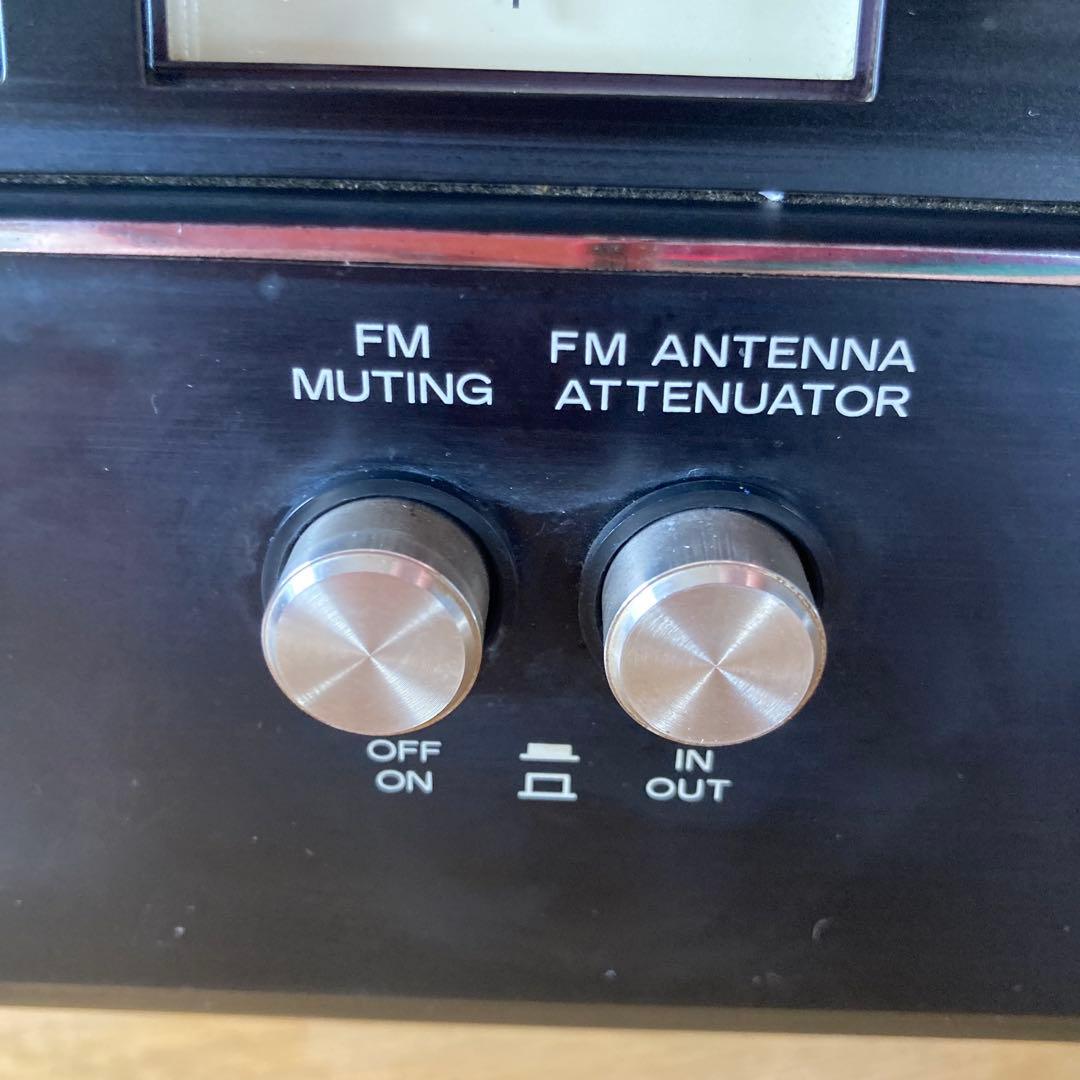 FM
MUTING
FM ANTENNA
ATTENUATOR
OFF
ON
IN
OUT